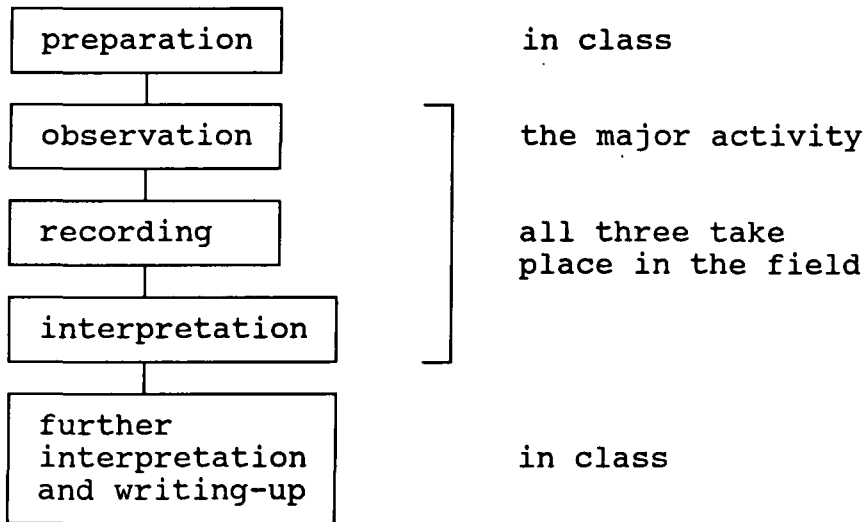 preparation in class
observation the major activity
recording all three take
place in the field
interpretation
further
interpretation in class
and writing-up